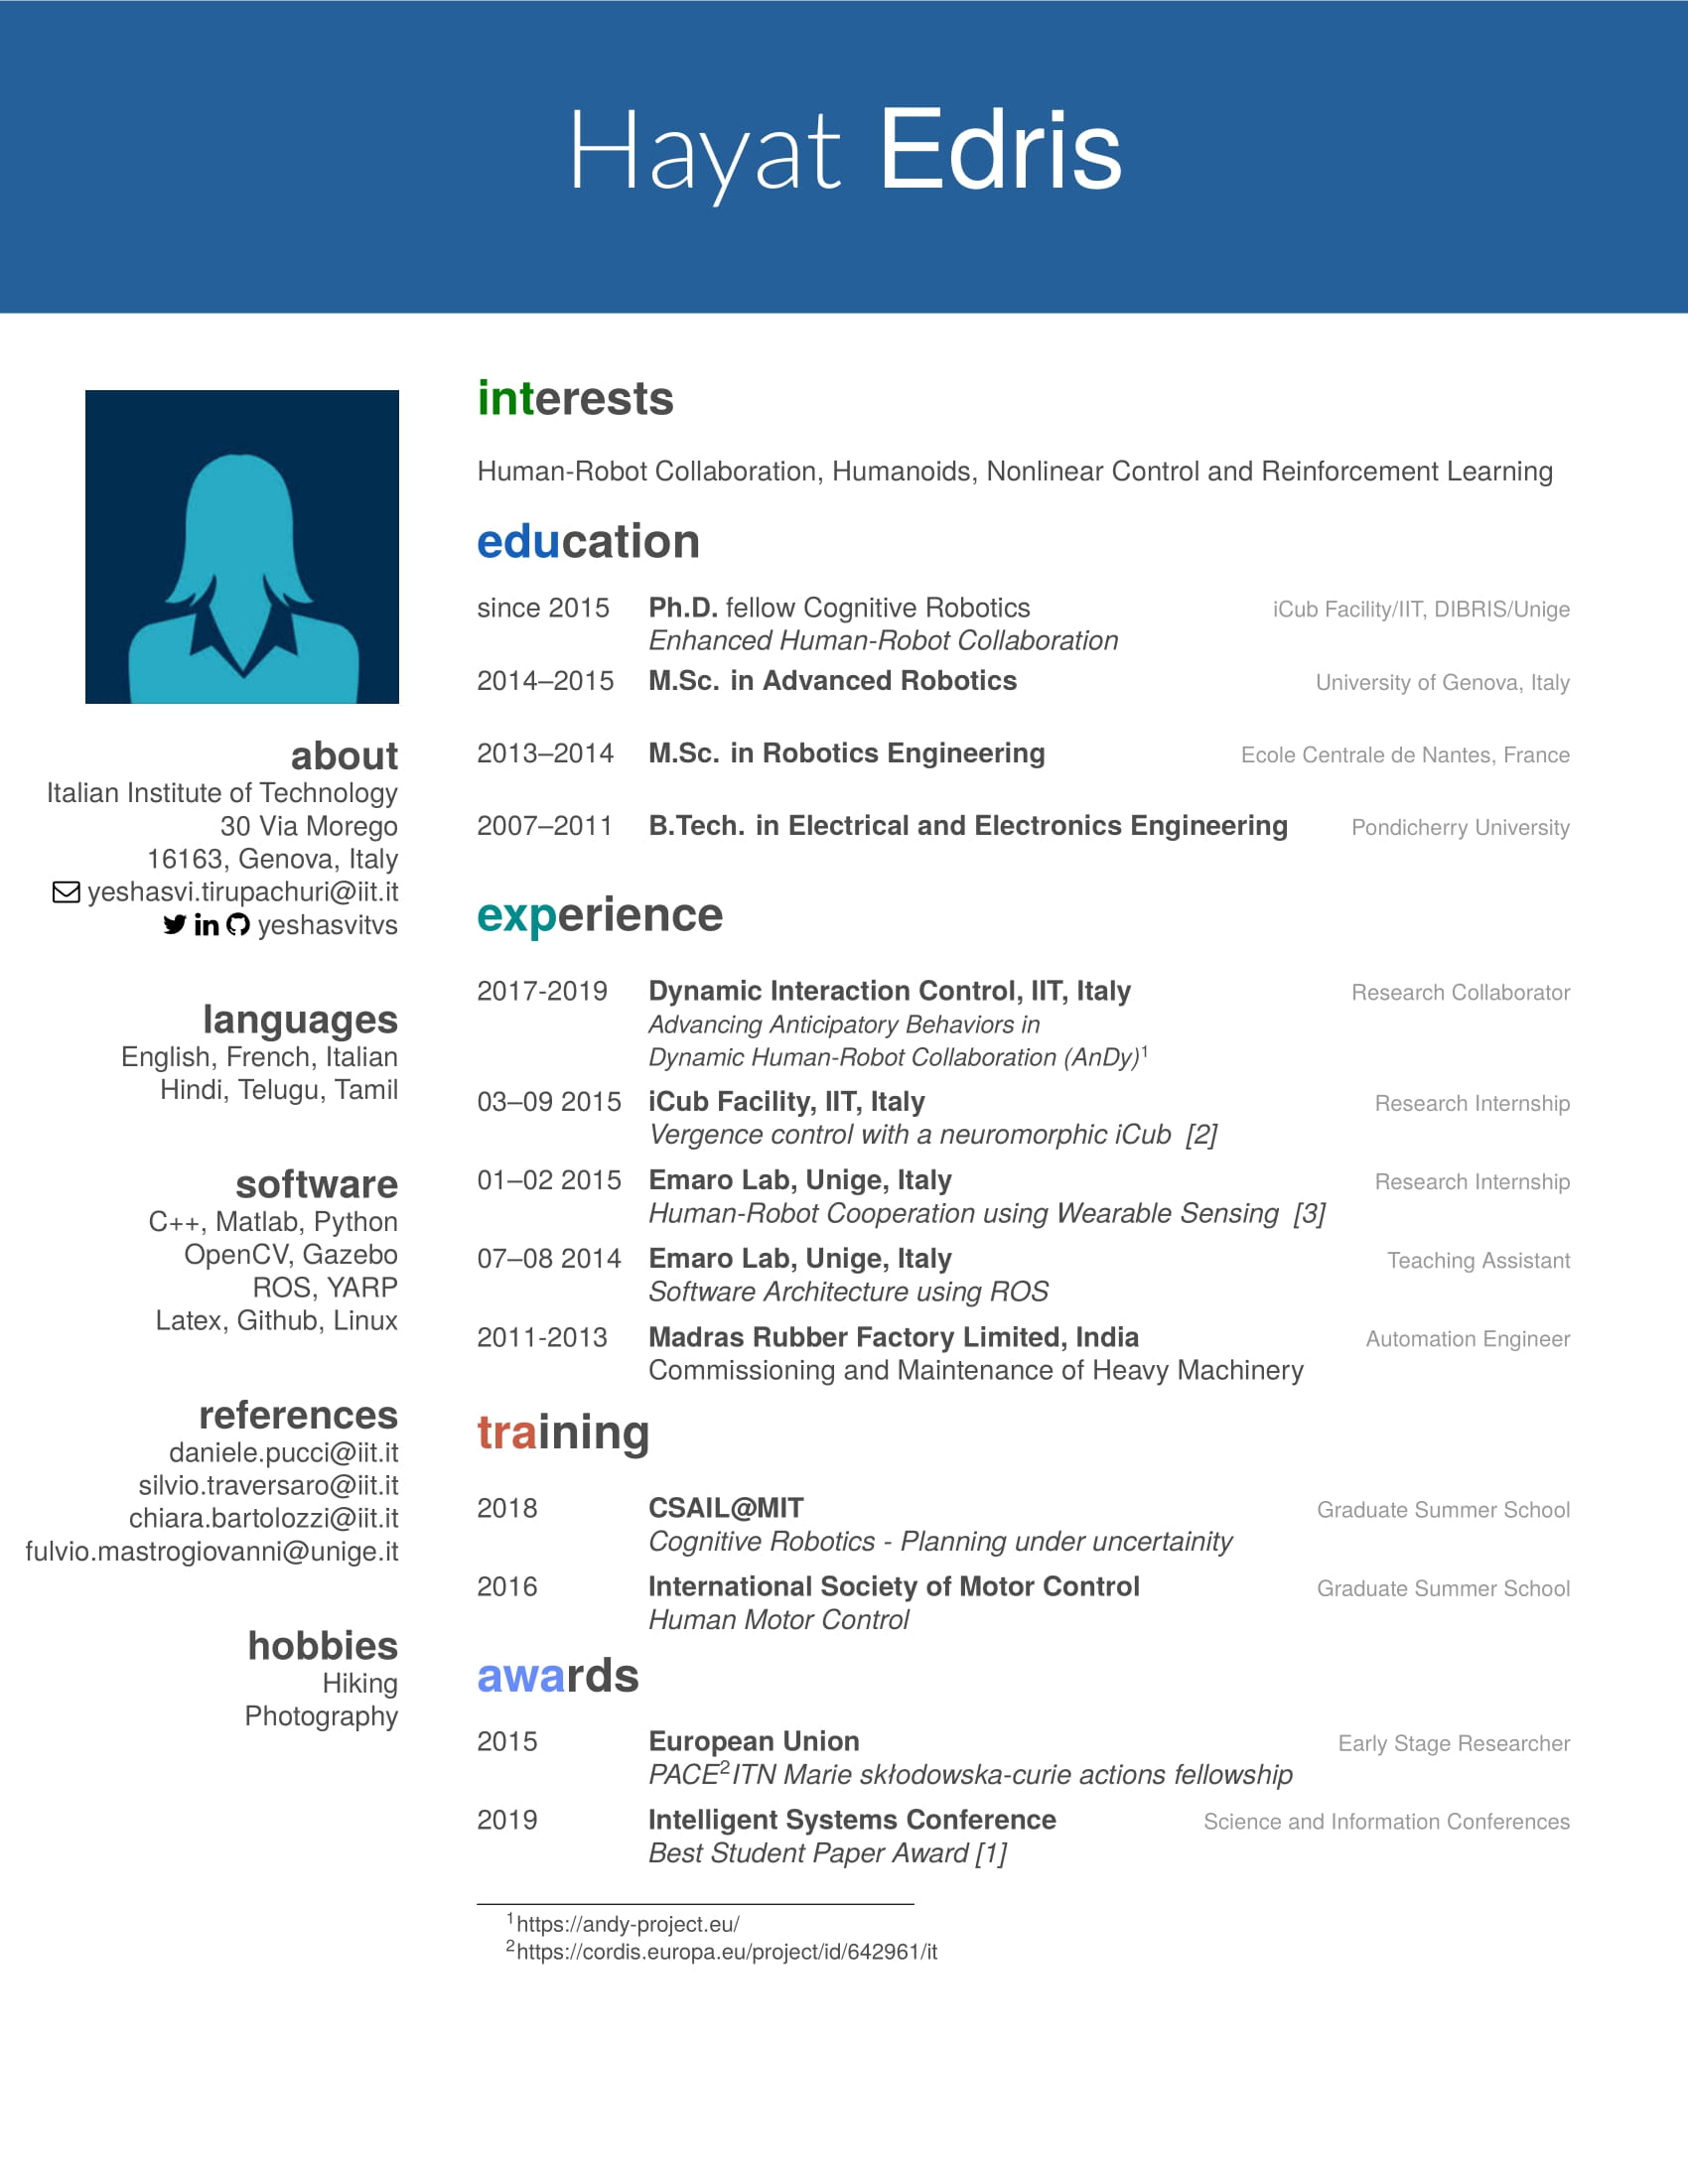 Hayat Edris
about
Italian Institute of Technology
30 Via Morego
16163, Genova, Italy
yeshasvi.tirupachuri@iit.it
yeshasvitvs
languages
English, French, Italian
Hindi, Telugu, Tamil
software
C++, Matlab, Python
OpenCV, Gazebo
ROS, YARP
Latex, Github, Linux
references
daniele.pucci@iit.it
silvio.traversaro@iit.it
chiara.bartolozzi@iit.it
fulvio.mastrogiovanni@unige.it
hobbies
Hiking
Photography
interests
Human-Robot Collaboration, Humanoids, Nonlinear Control and Reinforcement Learning
education
since 2015 Ph.D. fellow Cognitive Robotics iCub Facility/IIT, DIBRIS/Unige
Enhanced Human-Robot Collaboration
2014–2015 M.Sc. in Advanced Robotics University of Genova, Italy
2013–2014 M.Sc. in Robotics Engineering Ecole Centrale de Nantes, France
2007–2011 B.Tech. in Electrical and Electronics Engineering Pondicherry University
experience
2017-2019 Dynamic Interaction Control, IIT, Italy Research Collaborator
Advancing Anticipatory Behaviors in
Dynamic Human-Robot Collaboration (AnDy)1
03–09 2015 iCub Facility, IIT, Italy Research Internship
Vergence control with a neuromorphic iCub [2]
01–02 2015 Emaro Lab, Unige, Italy Research Internship
Human-Robot Cooperation using Wearable Sensing [3]
07–08 2014 Emaro Lab, Unige, Italy Teaching Assistant
Software Architecture using ROS
2011-2013 Madras Rubber Factory Limited, India Automation Engineer
Commissioning and Maintenance of Heavy Machinery
training
2018 CSAIL@MIT Graduate Summer School
Cognitive Robotics - Planning under uncertainity
2016 International Society of Motor Control Graduate Summer School
Human Motor Control
awards
2015 European Union Early Stage Researcher
PACE2ITN Marie skłodowska-curie actions fellowship
2019 Intelligent Systems Conference Science and Information Conferences
Best Student Paper Award [1]
1https://andy-project.eu/
2https://cordis.europa.eu/project/id/642961/it